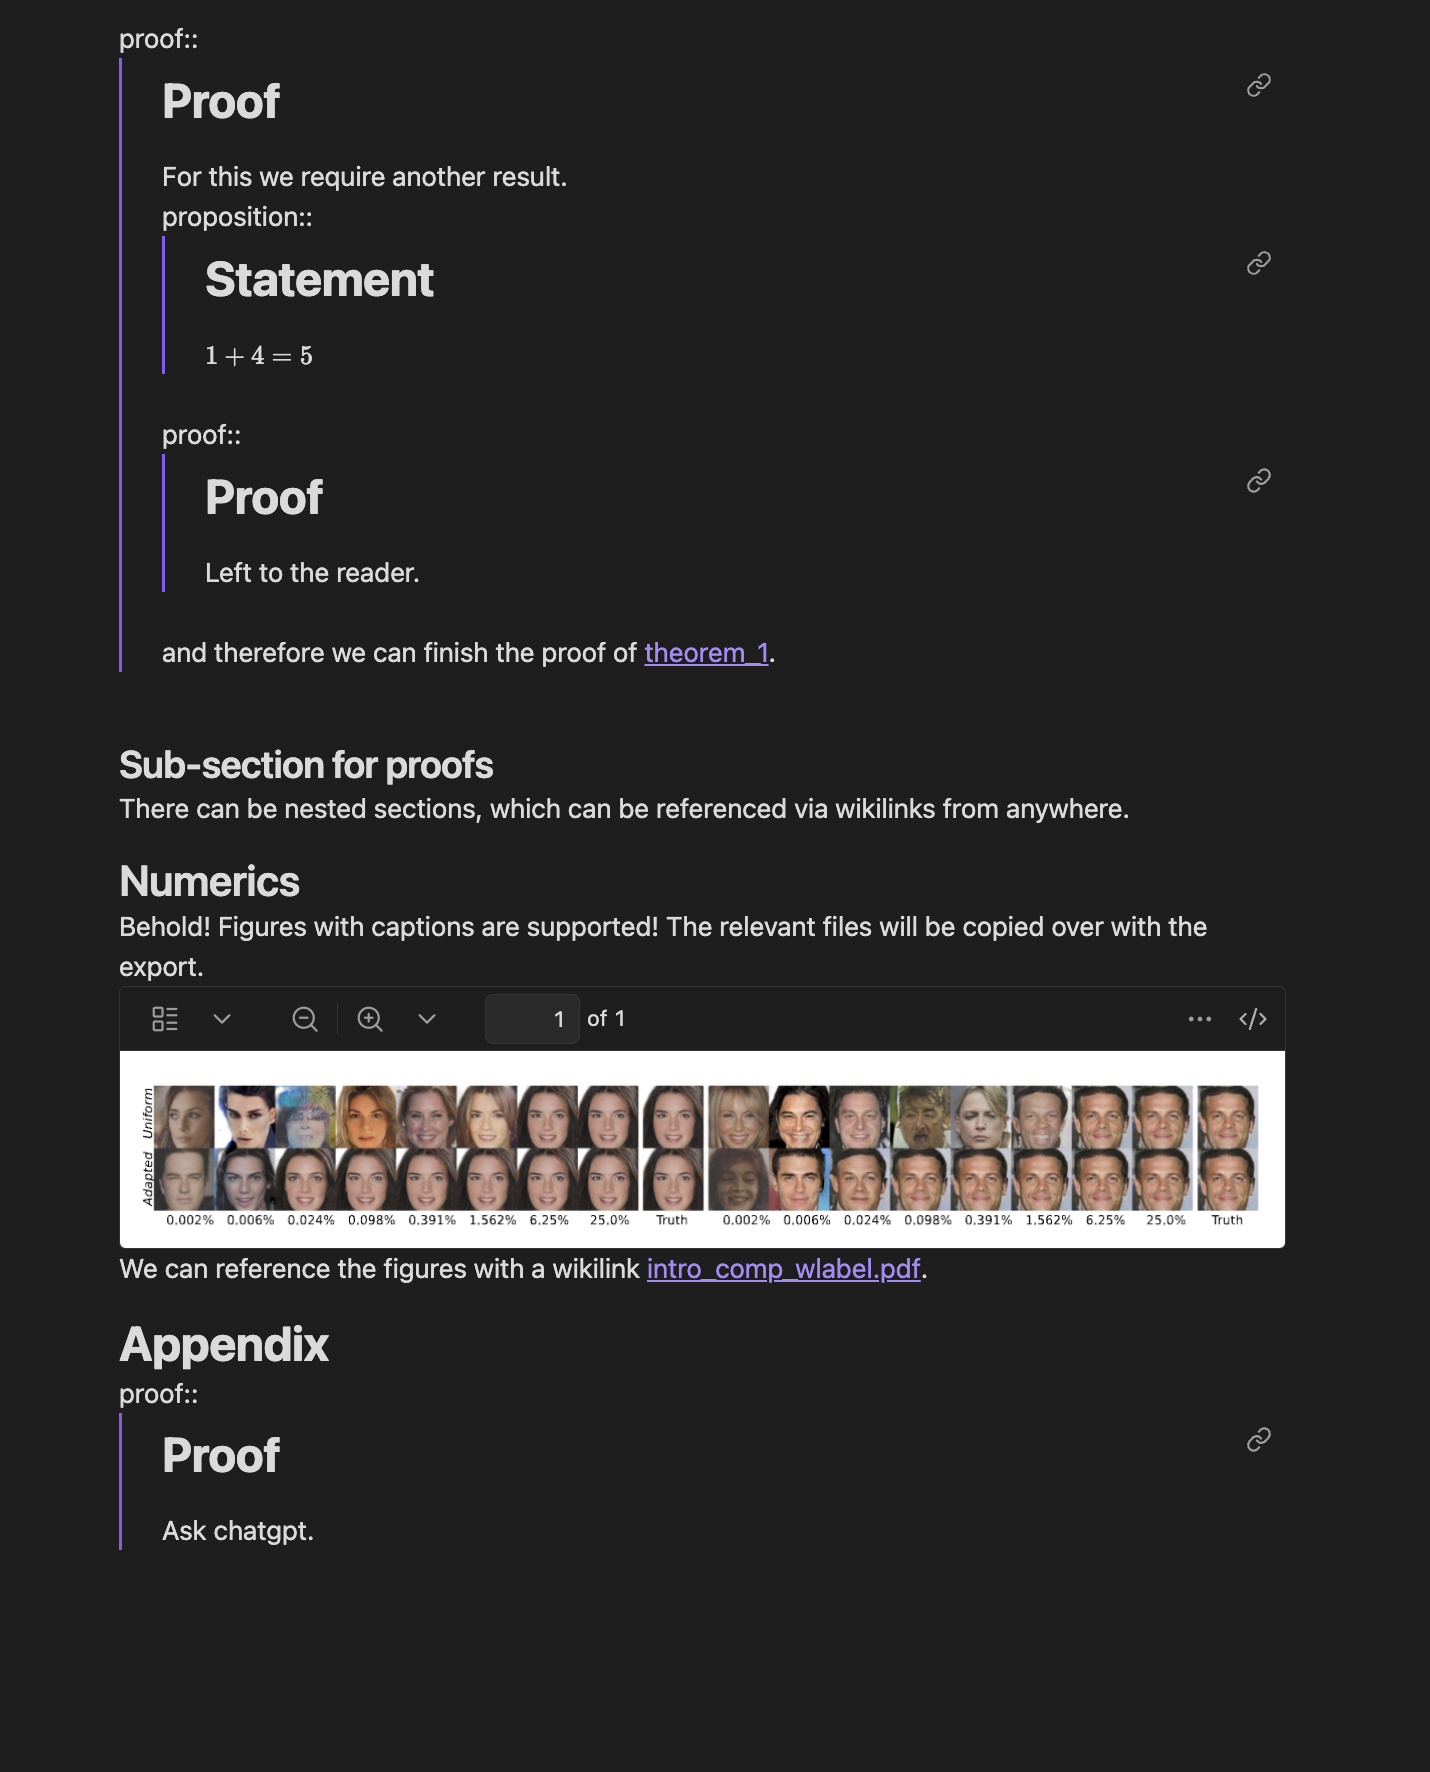 proof::
Proof
For this we require another result.
proposition::
Statement
1 + 4 = 5
proof::
Proof
Left to the reader.
and therefore we can finish the proof of theorem_1.
Sub-section for proofs
There can be nested sections, which can be referenced via wikilinks from anywhere.
Numerics
Behold! Figures with captions are supported! The relevant files will be copied over with the
export.
1 of 1
Uniform
Adapted
0.002% 0.006% 0.024% 0.098% 0.391% 1.562% 6.25% 25.0% Truth 0.002% 0.006% 0.024% 0.098% 0.391% 1.562% 6.25% 25.0% Truth
We can reference the figures with a wikilink intro_comp_wlabel.pdf.
Appendix
proof::
Proof
Ask chatgpt.